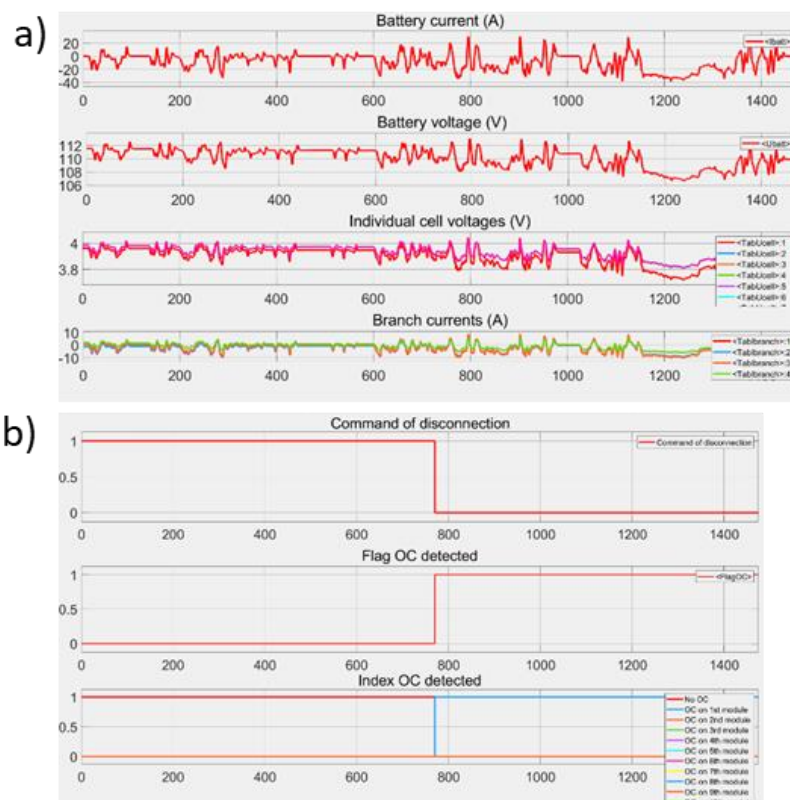 a)
Battery current (A)
20
0
-20
-40
<Ibatt>
0 200 400 600 800 1000 1200 1400
Battery voltage (V)
112
110
108
106
<Ubatt>
0 200 400 600 800 1000 1200 1400
Individual cell voltages (V)
4
3.8
<TabUcell>:1
<TabUcell>:2
<TabUcell>:3
<TabUcell>:4
<TabUcell>:5
<TabUcell>:6
0 200 400 600 800 1000 1200
Branch currents (A)
10
0
-10
<TabIbranch>:1
<TabIbranch>:2
<TabIbranch>:3
<TabIbranch>:4
0 200 400 600 800 1000 1200
b)
Command of disconnection
1
0.5
0
Command of disconnection
0 200 400 600 800 1000 1200 1400
Flag OC detected
1
0.5
0
<FlagOC>
0 200 400 600 800 1000 1200 1400
Index OC detected
1
0.5
0
No OC
OC on 1st module
OC on 2nd module
OC on 3rd module
OC on 4th module
OC on 5th module
OC on 6th module
OC on 7th module
OC on 8th module
OC on 9th module
0 200 400 600 800 1000 1200